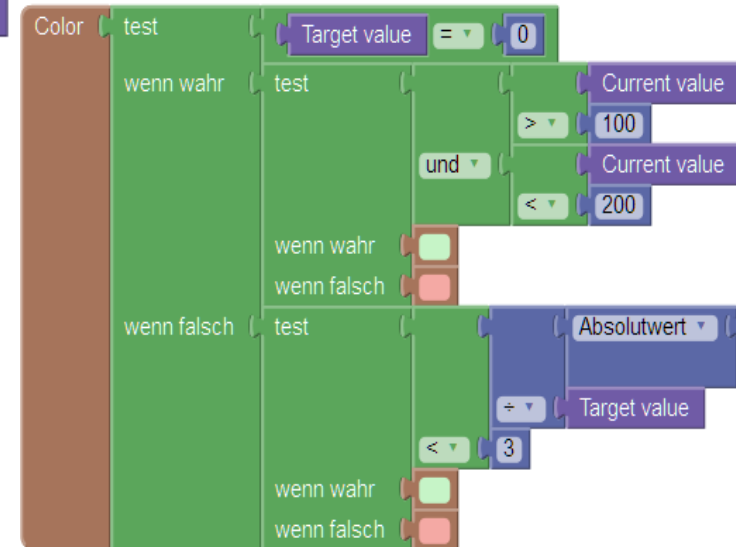 Color test Target value = 0
wenn wahr test Current value
> 100
und Current value
< 200
wenn wahr
wenn falsch
wenn falsch test Absolutwert
÷ Target value
< 3
wenn wahr
wenn falsch